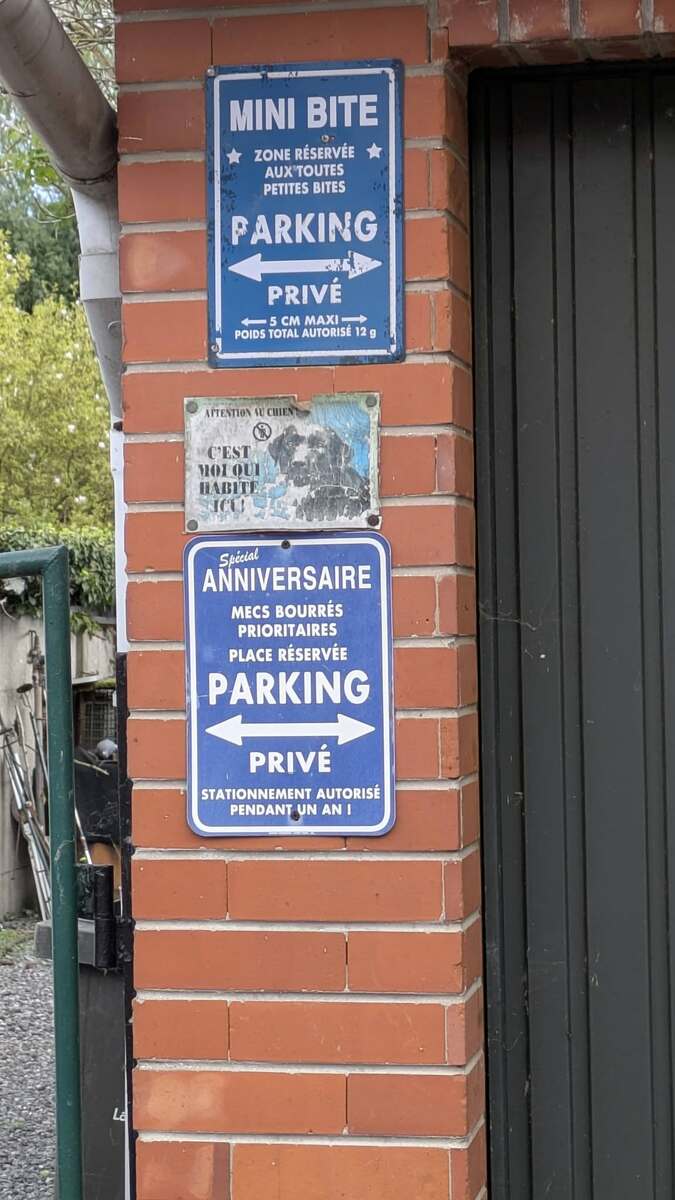 MINI BITE
ZONE RÉSERVÉE
AUX TOUTES
PETITES BITES
PARKING
PRIVÉ
5 CM MAXI
POIDS TOTAL AUTORISÉ 12 g
ATTENTION AU CHIEN
C'EST
MOI QUI
HABITE
ICI!
Spécial
ANNIVERSAIRE
MECS BOURRÉS
PRIORITAIRES
PLACE RÉSERVÉE
PARKING
PRIVÉ
STATIONNEMENT AUTORISÉ
PENDANT UN AN !